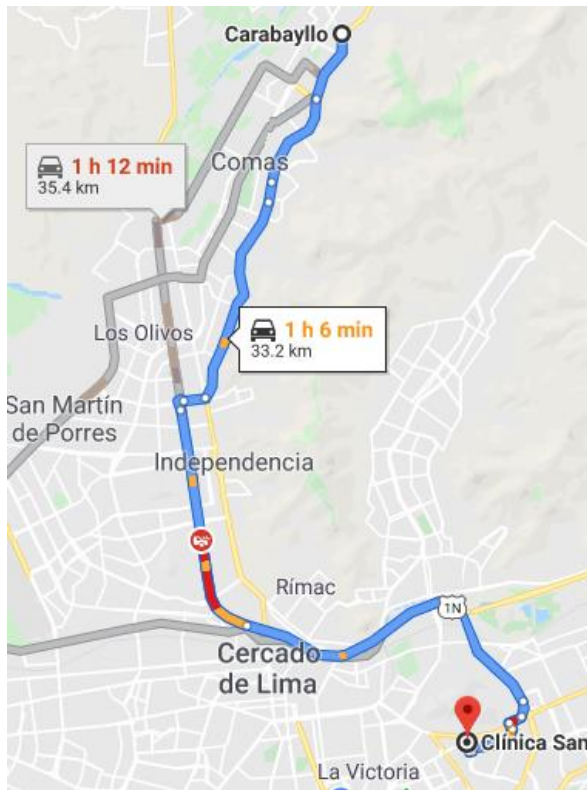 Carabayllo
1 h 12 min
35.4 km
Comas
Los Olivos
1 h 6 min
33.2 km
San Martín
de Porres
Independencia
Rímac
1N
Cercado
de Lima
Clínica San
La Victoria